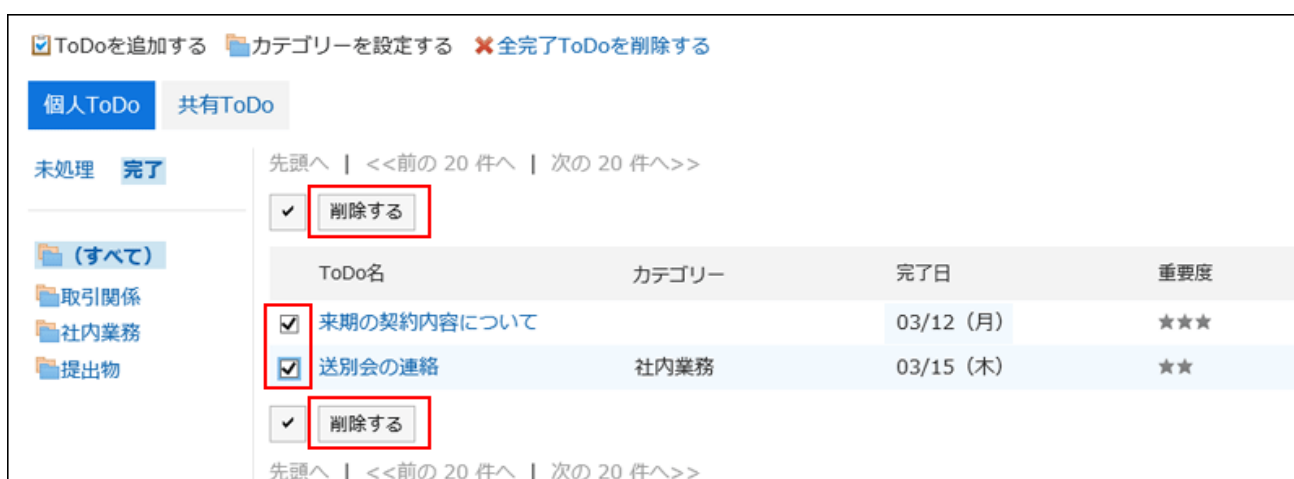 ToDoを追加する カテゴリーを設定する 全完了ToDoを削除する
個人ToDo 共有ToDo
未処理 完了
(すべて)
取引関係
社内業務
提出物
先頭へ | <<前の 20 件へ | 次の 20 件へ>>
削除する
ToDo名 カテゴリー 完了日 重要度
来期の契約内容について 03/12(月) ★★★
送別会の連絡 社内業務 03/15(木) ★★
削除する
先頭へ | <<前の 20 件へ | 次の 20 件へ>>